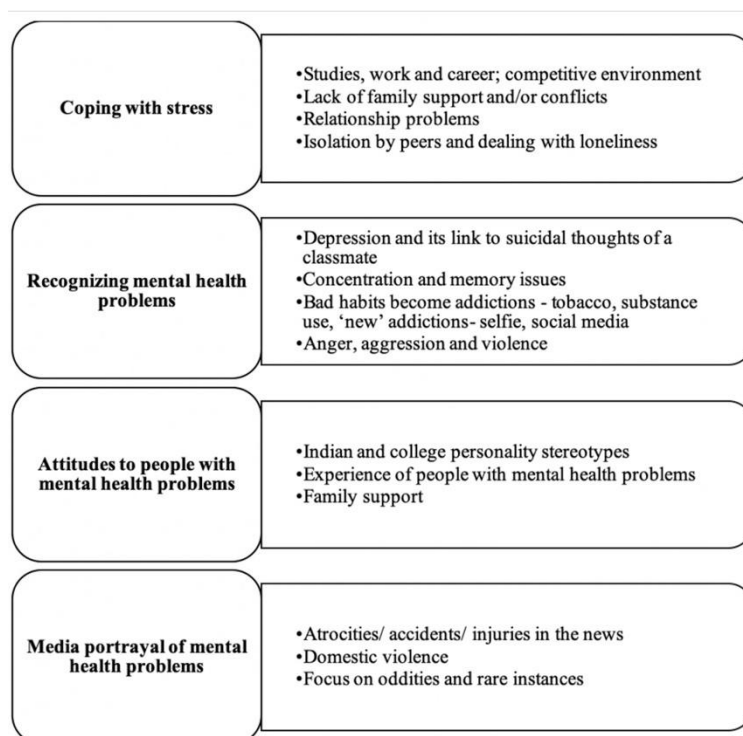 Coping with stress
•Studies, work and career; competitive environment
•Lack of family support and/or conflicts
•Relationship problems
•Isolation by peers and dealing with loneliness
Recognizing mental health
problems
•Depression and its link to suicidal thoughts of a
classmate
•Concentration and memory issues
•Bad habits become addictions - tobacco, substance
use, ‘new’ addictions- selfie, social media
•Anger, aggression and violence
Attitudes to people with
mental health problems
•Indian and college personality stereotypes
•Experience of people with mental health problems
•Family support
Media portrayal of mental
health problems
•Atrocities/ accidents/ injuries in the news
•Domestic violence
•Focus on oddities and rare instances